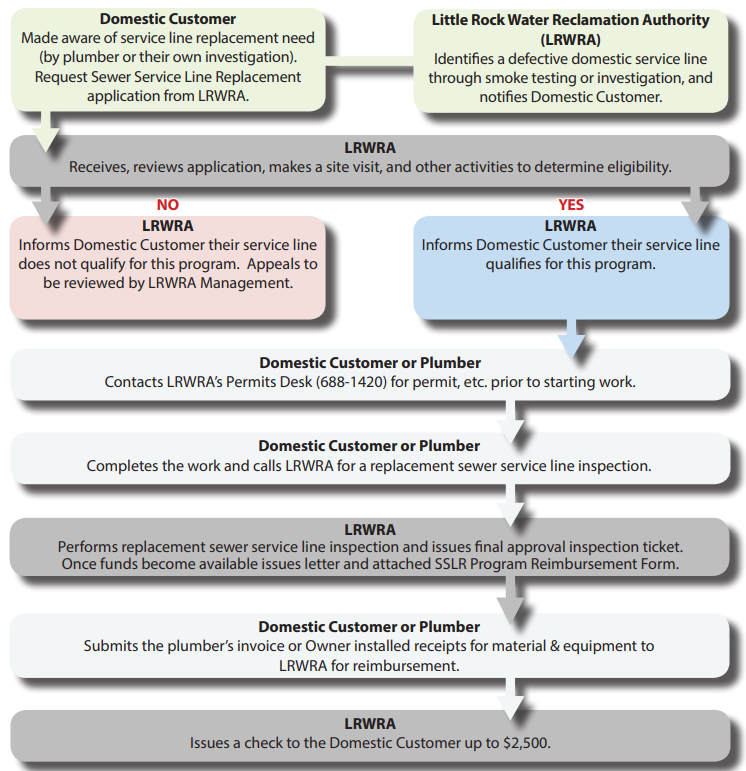 Domestic Customer
Made aware of service line replacement need
(by plumber or their own investigation).
Request Sewer Service Line Replacement
application from LRWRA.
Little Rock Water Reclamation Authority
(LRWRA)
Identifies a defective domestic service line
through smoke testing or investigation, and
notifies Domestic Customer.
LRWRA
Receives, reviews application, makes a site visit, and other activities to determine eligibility.
NO
LRWRA
Informs Domestic Customer their service line
does not qualify for this program. Appeals to
be reviewed by LRWRA Management.
YES
LRWRA
Informs Domestic Customer their service line
qualifies for this program.
Domestic Customer or Plumber
Contacts LRWRA's Permits Desk (688-1420) for permit, etc. prior to starting work.
Domestic Customer or Plumber
Completes the work and calls LRWRA for a replacement sewer service line inspection.
LRWRA
Performs replacement sewer service line inspection and issues final approval inspection ticket.
Once funds become available issues letter and attached SSLR Program Reimbursement Form.
Domestic Customer or Plumber
Submits the plumber's invoice or Owner installed receipts for material & equipment to
LRWRA for reimbursement.
LRWRA
Issues a check to the Domestic Customer up to $2,500.